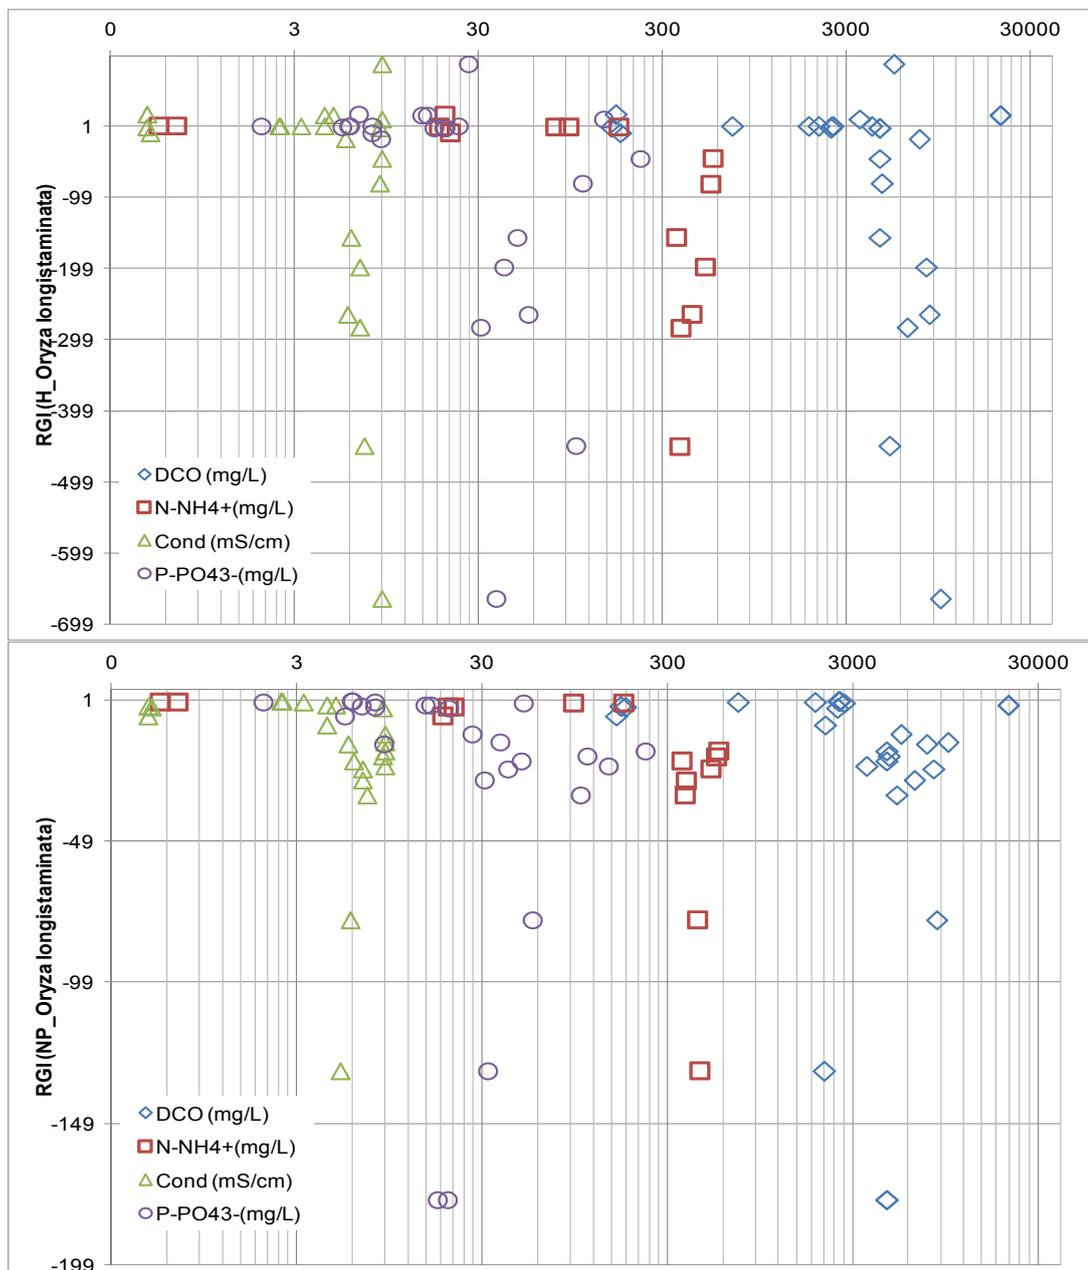 0 3 30 300 3000 30000
1
-99
-199
-299
-399
-499
-599
-699
RGI (H_Oryza longistaminata)
DCO (mg/L)
N-NH4+(mg/L)
Cond (mS/cm)
P-PO43-(mg/L)
0 3 30 300 3000 30000
1
-49
-99
-149
-199
RGI (NP_Oryza longistaminata)
DCO (mg/L)
N-NH4+(mg/L)
Cond (mS/cm)
P-PO43-(mg/L)